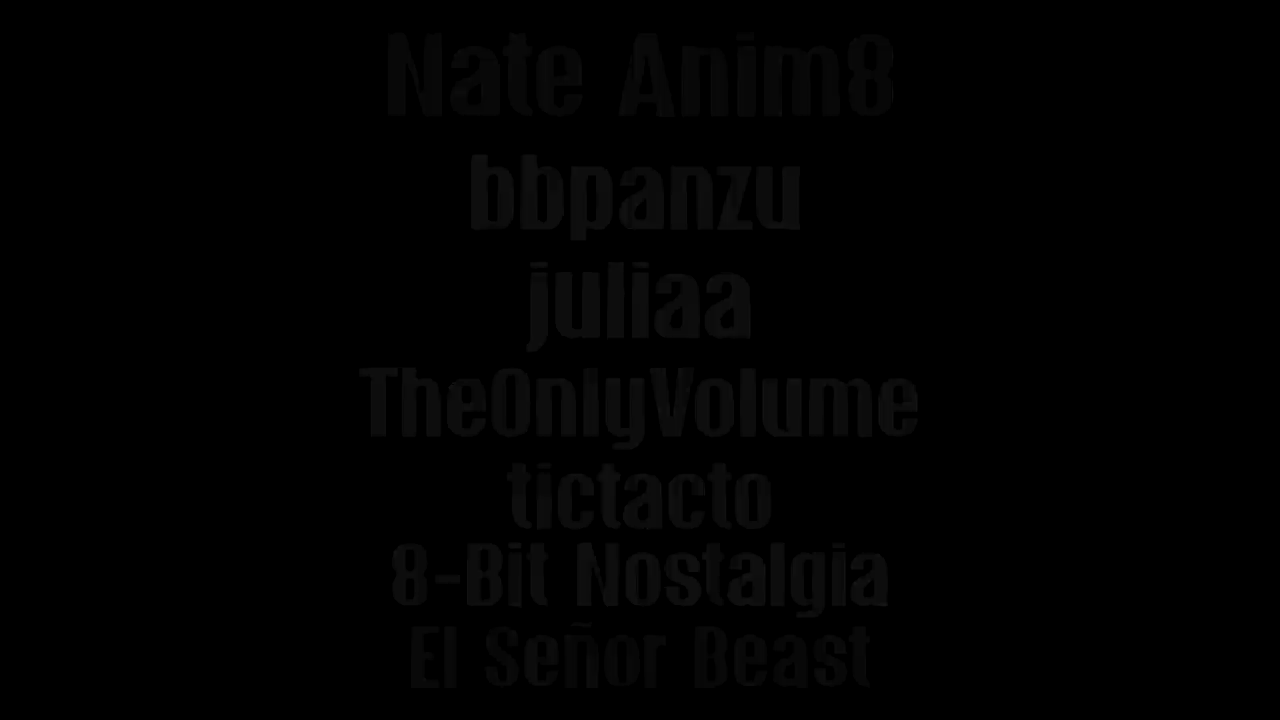 Nate Anim8
bbpanzu
juliaa
TheOnlyVolume
tictacto
8-Bit Nostalgia
El Señor Beast